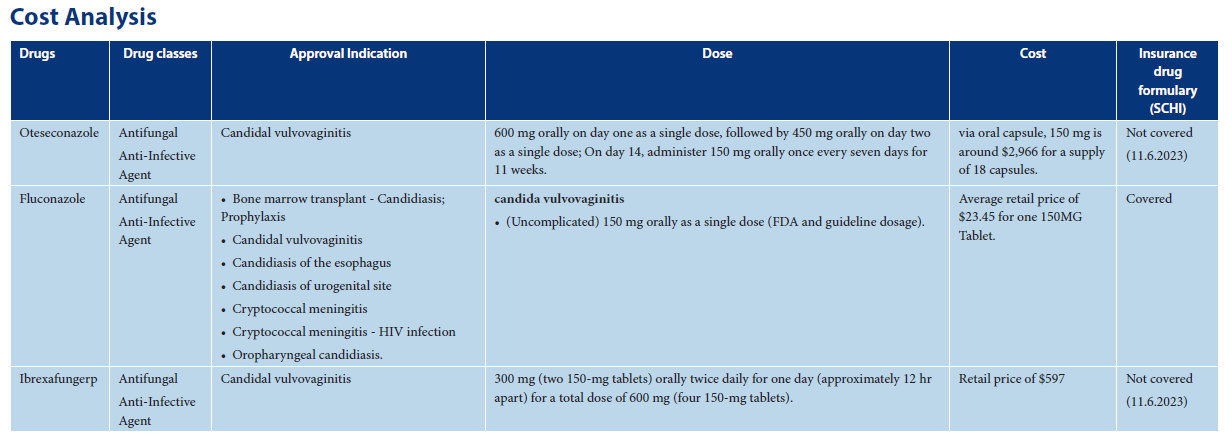 Cost Analysis
Drugs
Drug classes
Approval Indication
Dose
Cost
Insurance
drug
formulary
(SCHI)
Oteseconazole
Antifungal
Anti-Infective
Agent
Candidal vulvovaginitis
600 mg orally on day one as a single dose, followed by 450 mg orally on day two
as a single dose; On day 14, administer 150 mg orally once every seven days for
11 weeks.
via oral capsule, 150 mg is
around $2,966 for a supply
of 18 capsules.
Not covered
(11.6.2023)
Fluconazole
Antifungal
Anti-Infective
Agent
• Bone marrow transplant - Candidiasis;
Prophylaxis
• Candidal vulvovaginitis
• Candidiasis of the esophagus
• Candidiasis of urogenital site
• Cryptococcal meningitis
• Cryptococcal meningitis - HIV infection
• Oropharyngeal candidiasis.
candida vulvovaginitis
• (Uncomplicated) 150 mg orally as a single dose (FDA and guideline dosage).
Average retail price of
$23.45 for one 150MG
Tablet.
Covered
Ibrexafungerp
Antifungal
Anti-Infective
Agent
Candidal vulvovaginitis
300 mg (two 150-mg tablets) orally twice daily for one day (approximately 12 hr
apart) for a total dose of 600 mg (four 150-mg tablets).
Retail price of $597
Not covered
(11.6.2023)